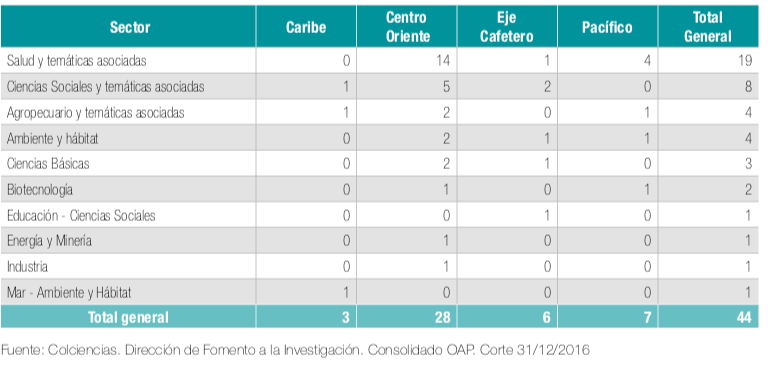 Sector Caribe Centro Oriente Eje Cafetero Pacífico Total General
Salud y temáticas asociadas 0 14 1 4 19
Ciencias Sociales y temáticas asociadas 1 5 2 0 8
Agropecuario y temáticas asociadas 1 2 0 1 4
Ambiente y hábitat 0 2 1 1 4
Ciencias Básicas 0 2 1 0 3
Biotecnología 0 1 0 1 2
Educación - Ciencias Sociales 0 0 1 0 1
Energía y Minería 0 1 0 0 1
Industria 0 1 0 0 1
Mar - Ambiente y Hábitat 1 0 0 0 1
Total general 3 28 6 7 44
Fuente: Colciencias. Dirección de Fomento a la Investigación. Consolidado OAP. Corte 31/12/2016